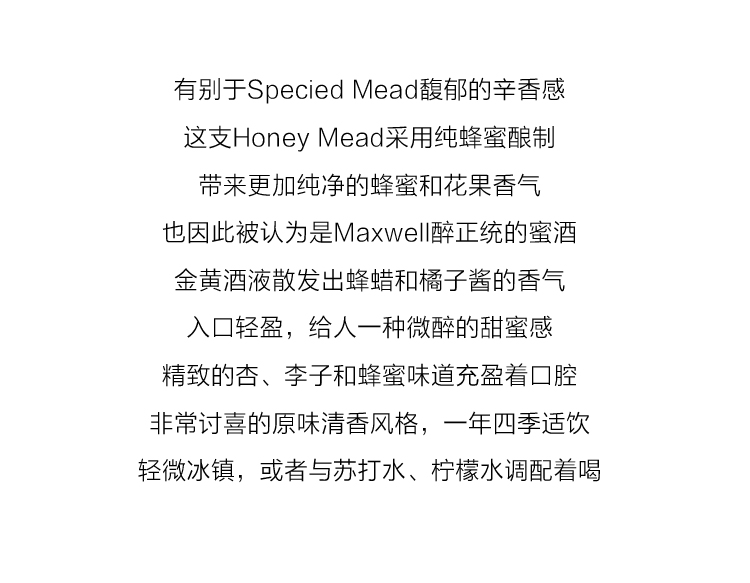 有别于Specied Mead馥郁的辛香感
这支Honey Mead采用纯蜂蜜酿制
带来更加纯净的蜂蜜和花果香气
也因此被认为是Maxwell醉正统的蜜酒
金黄酒液散发出蜂蜡和橘子酱的香气
入口轻盈，给人一种微醉的甜蜜感
精致的杏、李子和蜂蜜味道充盈着口腔
非常讨喜的原味清香风格，一年四季适饮
轻微冰镇，或者与苏打水、柠檬水调配着喝